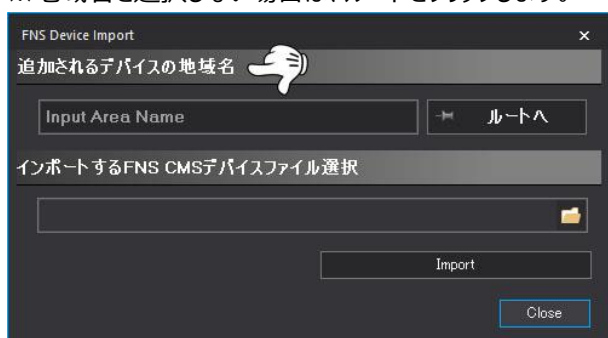 FNS Device Import
追加されるデバイスの地域名
Input Area Name
ルートへ
インポートするFNS CMSデバイスファイル選択
Import
Close